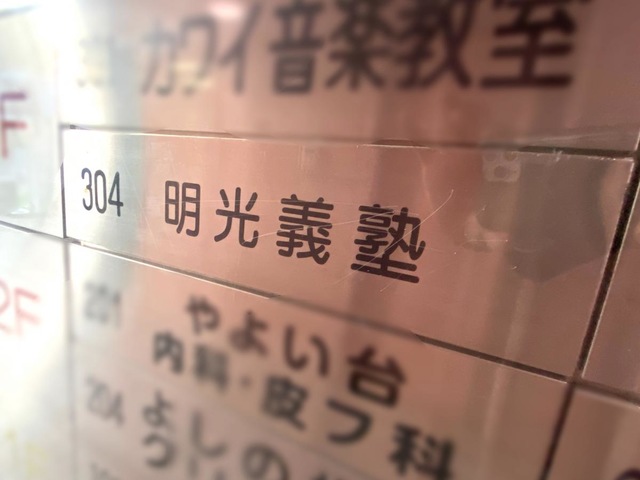 カワイ音楽教室
F
304 明光義塾
2F
201 やよい台
内科・皮フ科
204 よしの